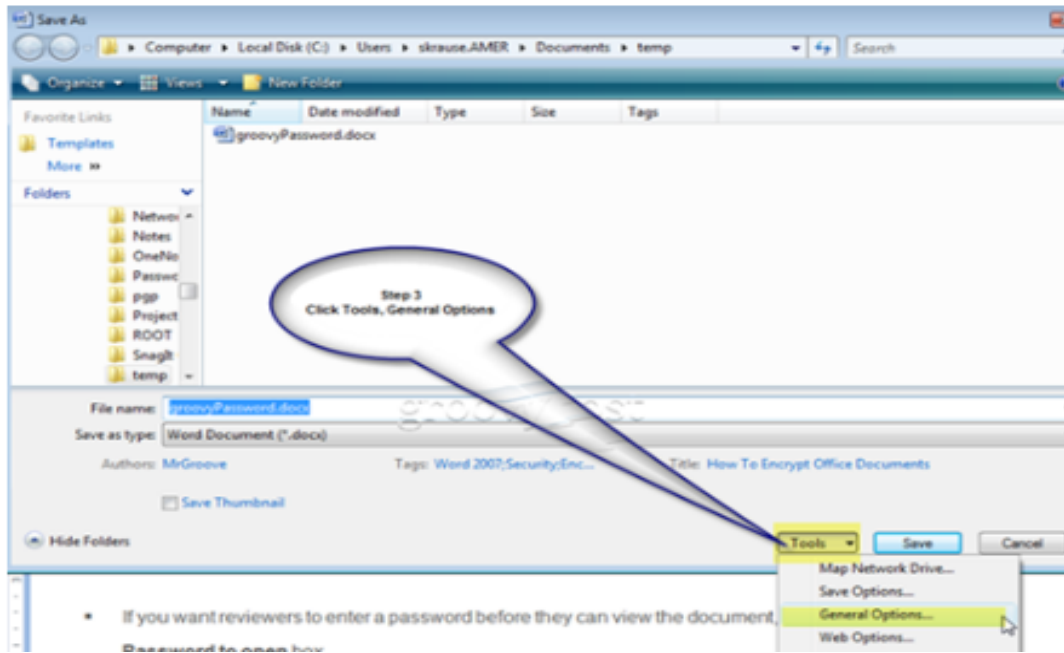 Save As
Computer ▸ Local Disk (C:) ▸ Users ▸ skrause.AMER ▸ Documents ▸ temp
Search
Organize Views New Folder
Favorite Links
Templates
More »
Folders
Name Date modified Type Size Tags
groovyPassword.docx
Networ
Notes
OneNo
Passwc
pgp
Project
ROOT
SnagIt
temp
Step 3
Click Tools, General Options
groovyPost
File name: groovyPassword.docx
Save as type: Word Document (*.docx)
Authors: MrGroove Tags: Word 2007;Security;Enc... Title: How To Encrypt Office Documents
Save Thumbnail
Hide Folders
Tools Save Cancel
Map Network Drive...
Save Options...
General Options...
Web Options...
• If you want reviewers to enter a password before they can view the document,
Password to open box